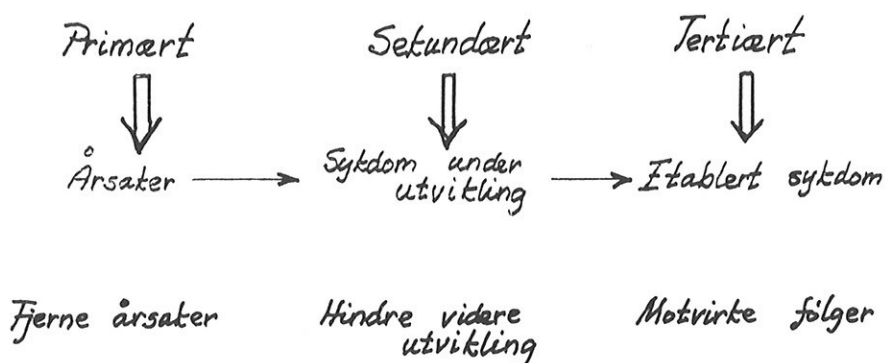 Primært Sekundært Tertiært
Årsaker Sykdom under utvikling Etablert sykdom
Fjerne årsaker Hindre videre utvikling Motvirke følger